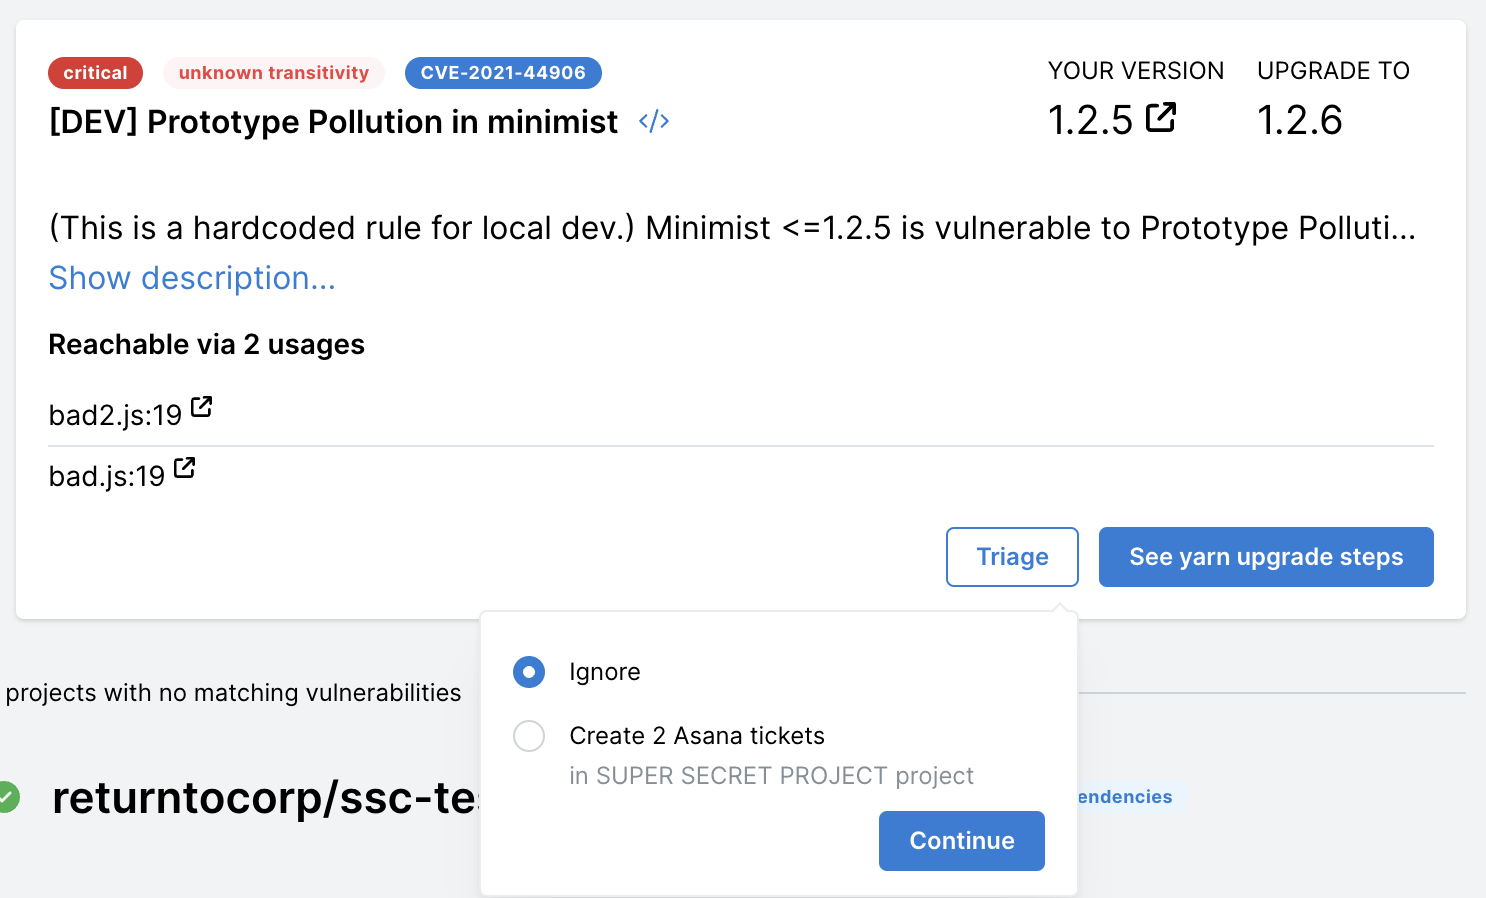 critical unknown transitivity CVE-2021-44906
[DEV] Prototype Pollution in minimist </>
YOUR VERSION UPGRADE TO
1.2.5 1.2.6
(This is a hardcoded rule for local dev.) Minimist <=1.2.5 is vulnerable to Prototype Polluti...
Show description...
Reachable via 2 usages
bad2.js:19
bad.js:19
Triage See yarn upgrade steps
Ignore
Create 2 Asana tickets
in SUPER SECRET PROJECT project
Continue
projects with no matching vulnerabilities
returntocorp/ssc-tes
endencies